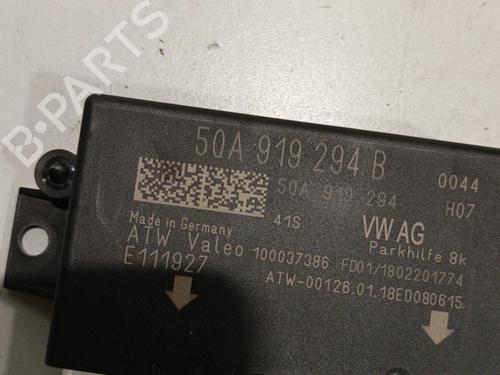 B-PARTS
5QA 919 294 B
0044
5QA 919 294
H07
41S
VW AG
Made in Germany
Parkhilfe 8k
ATW Valeo 100037386 FD01/1802201774
E111927
ATW-00126.01.18ED080615